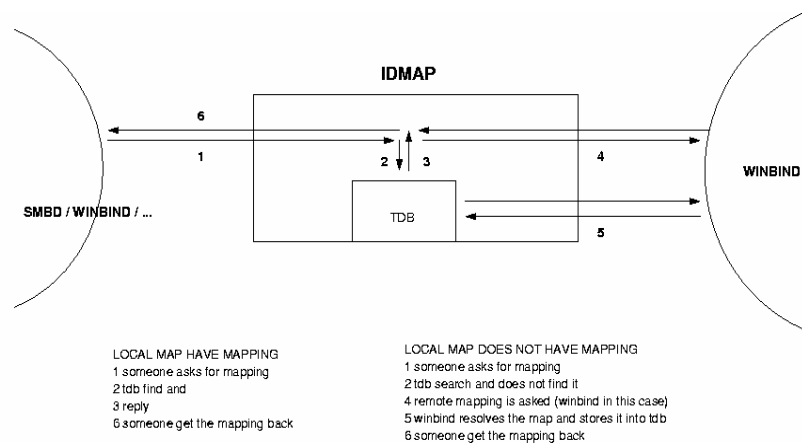 IDMAP
6
1
2
3
4
WINBIND
SMBD / WINBIND / ...
TDB
5
LOCAL MAP HAVE MAPPING
1 someone asks for mapping
2 tdb find and
3 reply
6 someone get the mapping back
LOCAL MAP DOES NOT HAVE MAPPING
1 someone asks for mapping
2 tdb search and does not find it
4 remote mapping is asked (winbind in this case)
5 winbind resolves the map and stores it into tdb
6 someone get the mapping back